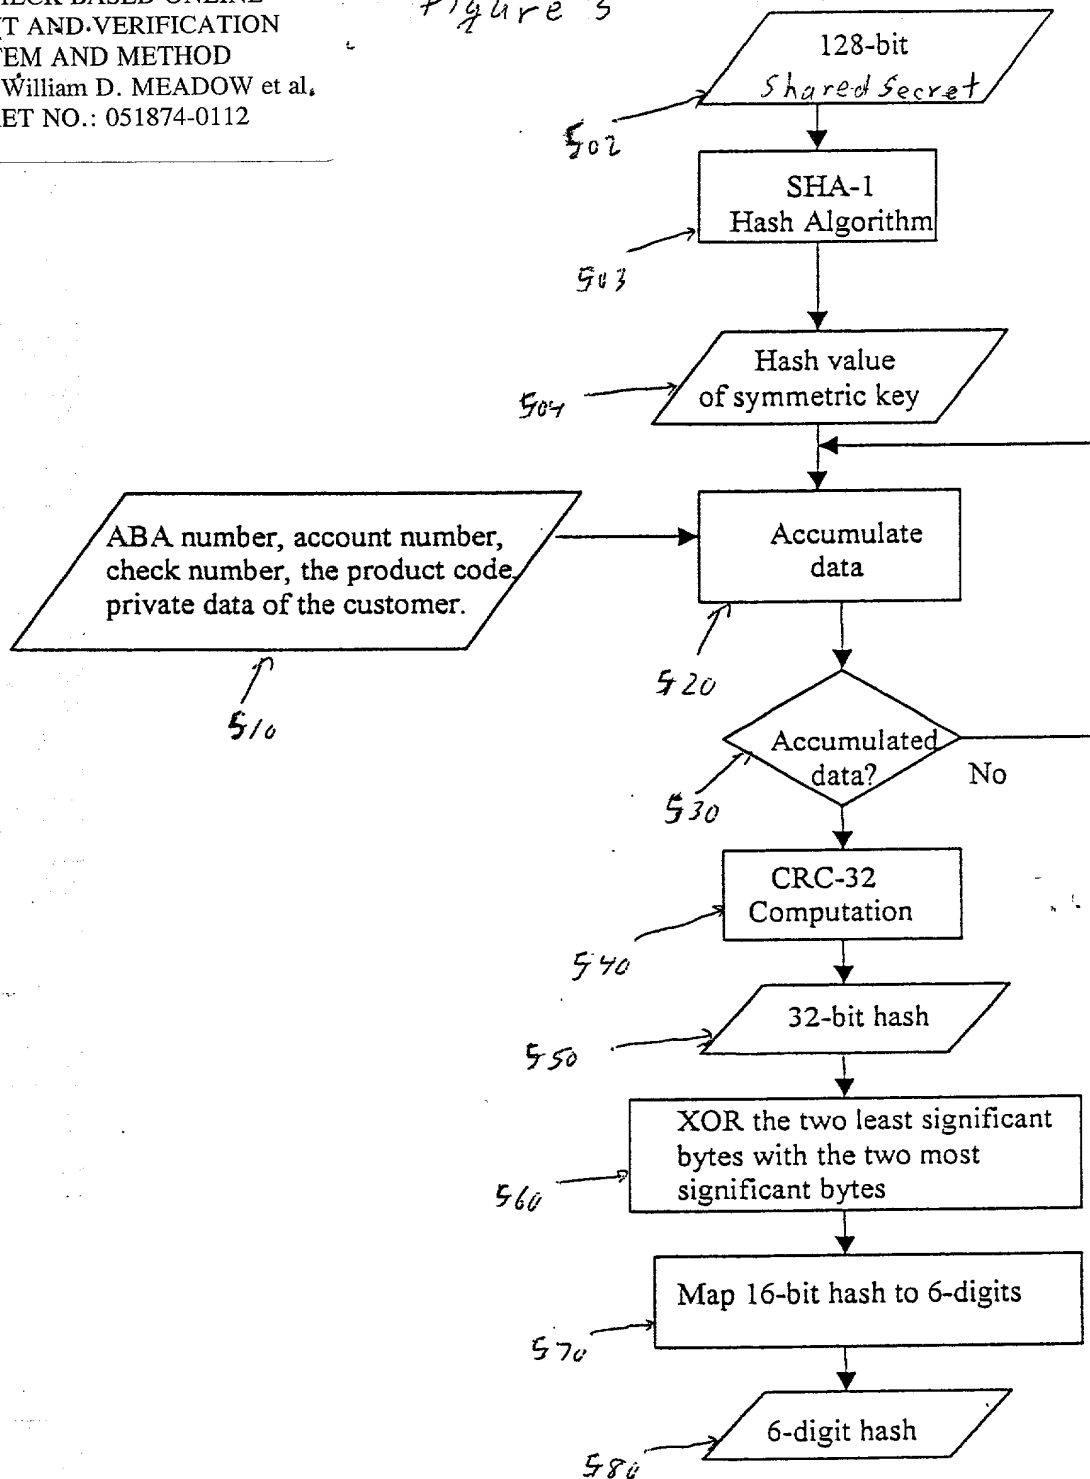 CHECK BASED ONLINE
T AND VERIFICATION
TEM AND METHOD
William D. MEADOW et al.
ET NO.: 051874-0112
Figure 5
128-bit
Shared Secret
502
SHA-1
Hash Algorithm
503
Hash value
of symmetric key
504
ABA number, account number,
check number, the product code,
private data of the customer.
510
Accumulate
data
520
Accumulated
data?
No
530
CRC-32
Computation
540
32-bit hash
550
XOR the two least significant
bytes with the two most
significant bytes
560
Map 16-bit hash to 6-digits
570
6-digit hash
580